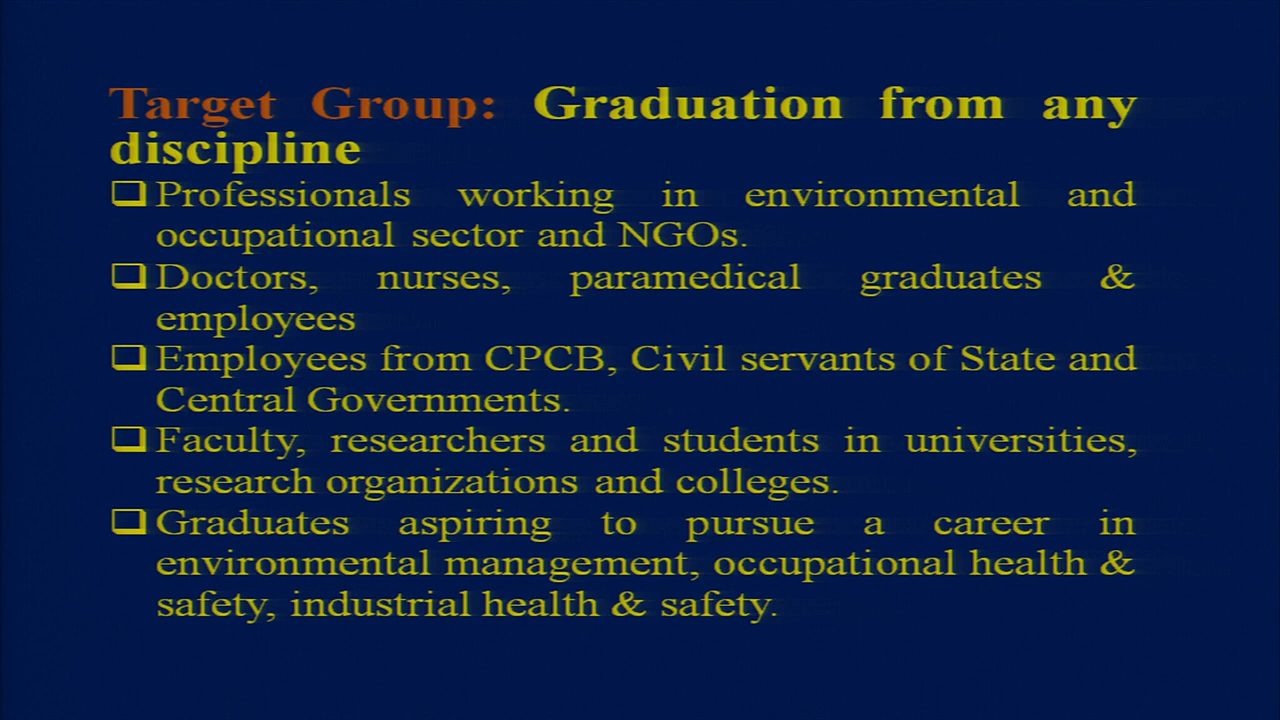 Target Group: Graduation from any
discipline
❑Professionals working in environmental and
occupational sector and NGOs.
❑Doctors, nurses, paramedical graduates &
employees
❑Employees from CPCB, Civil servants of State and
Central Governments.
❑Faculty, researchers and students in universities,
research organizations and colleges.
❑Graduates aspiring to pursue a career in
environmental management, occupational health &
safety, industrial health & safety.